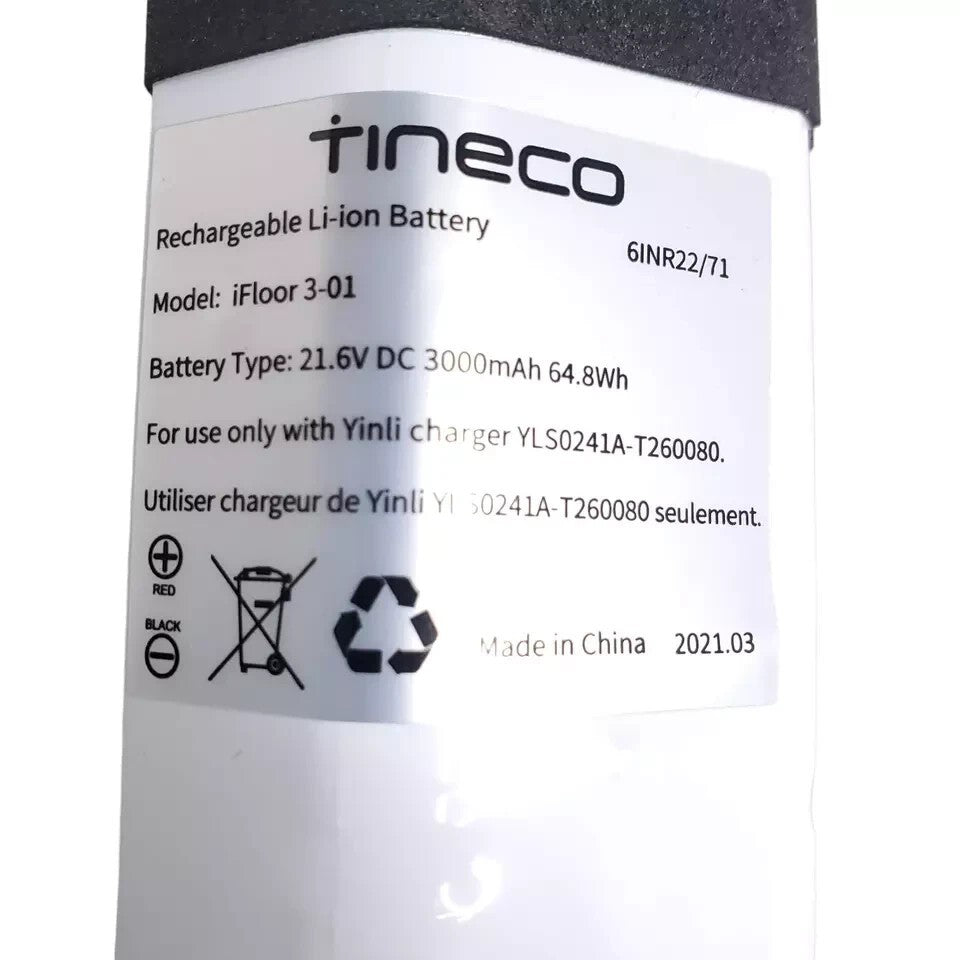 Tineco
Rechargeable Li-ion Battery
6INR22/71
Model: iFloor 3-01
Battery Type: 21.6V DC 3000mAh 64.8Wh
For use only with Yinli charger YLS0241A-T260080.
Utiliser chargeur de Yinli YLS0241A-T260080 seulement.
RED
BLACK
Made in China 2021.03